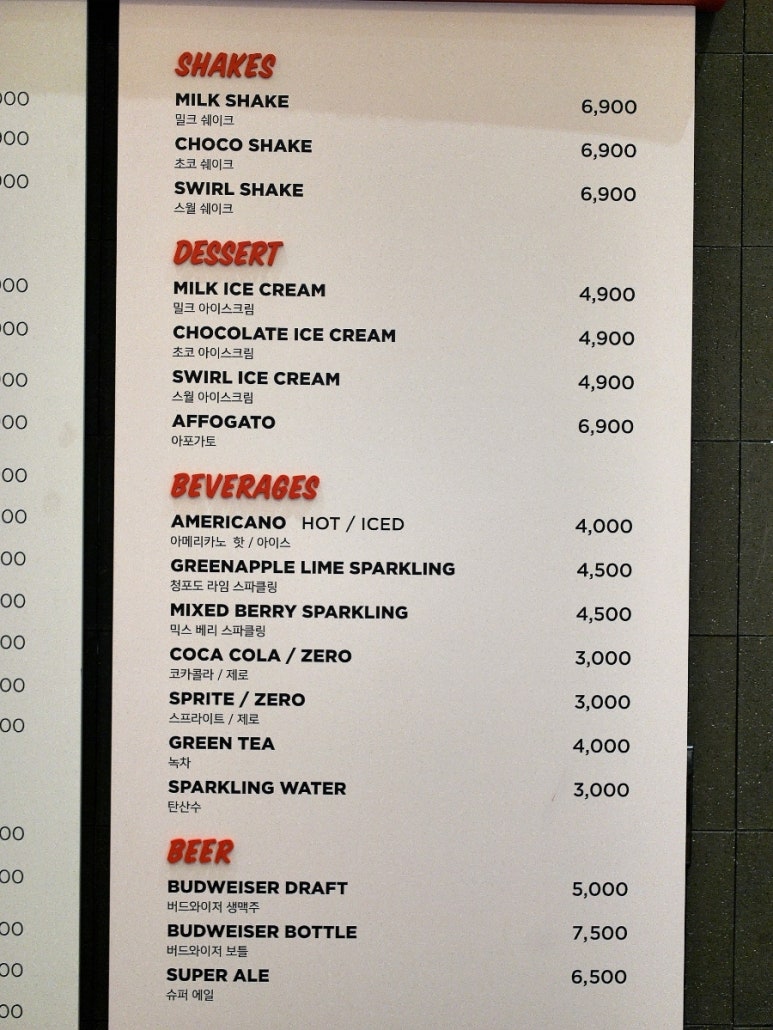 SHAKES
MILK SHAKE 6,900
밀크 쉐이크
CHOCO SHAKE 6,900
초코 쉐이크
SWIRL SHAKE 6,900
스월 쉐이크
DESSERT
MILK ICE CREAM 4,900
밀크 아이스크림
CHOCOLATE ICE CREAM 4,900
초코 아이스크림
SWIRL ICE CREAM 4,900
스월 아이스크림
AFFOGATO 6,900
아포가토
BEVERAGES
AMERICANO HOT / ICED 4,000
아메리카노 핫 / 아이스
GREENAPPLE LIME SPARKLING 4,500
청포도 라임 스파클링
MIXED BERRY SPARKLING 4,500
믹스 베리 스파클링
COCA COLA / ZERO 3,000
코카콜라 / 제로
SPRITE / ZERO 3,000
스프라이트 / 제로
GREEN TEA 4,000
녹차
SPARKLING WATER 3,000
탄산수
BEER
BUDWEISER DRAFT 5,000
버드와이저 생맥주
BUDWEISER BOTTLE 7,500
버드와이저 보틀
SUPER ALE 6,500
슈퍼 에일